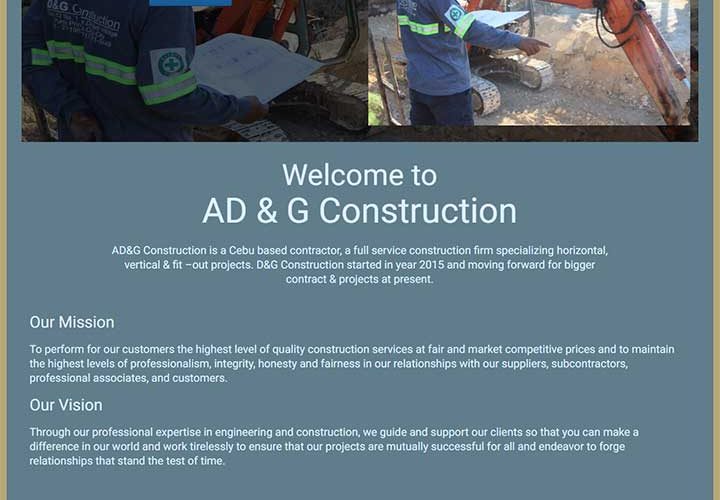 D&G Construction
Welcome to
AD & G Construction
AD&G Construction is a Cebu based contractor, a full service construction firm specializing horizontal,
vertical & fit –out projects. D&G Construction started in year 2015 and moving forward for bigger
contract & projects at present.
Our Mission
To perform for our customers the highest level of quality construction services at fair and market competitive prices and to maintain
the highest levels of professionalism, integrity, honesty and fairness in our relationships with our suppliers, subcontractors,
professional associates, and customers.
Our Vision
Through our professional expertise in engineering and construction, we guide and support our clients so that you can make a
difference in our world and work tirelessly to ensure that our projects are mutually successful for all and endeavor to forge
relationships that stand the test of time.